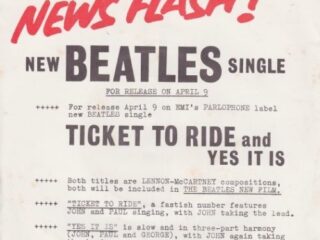 NEWS FLASH!
NEW BEATLES SINGLE
FOR RELEASE ON APRIL 9
+++++ For release April 9 on EMI's PARLOPHONE label
new BEATLES single
TICKET TO RIDE and
YES IT IS
+++++ Both titles are LENNON-McCARTNEY compositions,
both will be included in THE BEATLES NEW FILM.
+++++ "TICKET TO RIDE", a fastish number features
JOHN and PAUL singing, with JOHN taking the lead.
+++++ "YES IT IS" is slow and in three-part harmony
(JOHN, PAUL and GEORGE), with JOHN again taking